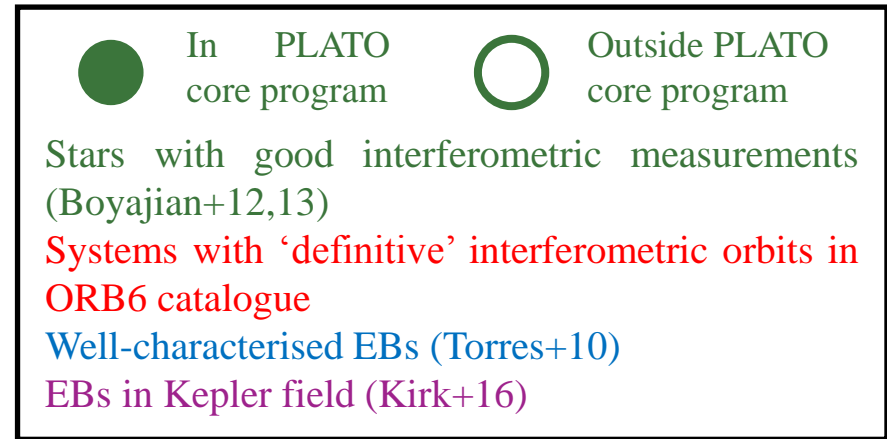 In PLATO
core program
Outside PLATO
core program
Stars with good interferometric measurements
(Boyajian+12,13)
Systems with ‘definitive’ interferometric orbits in
ORB6 catalogue
Well-characterised EBs (Torres+10)
EBs in Kepler field (Kirk+16)